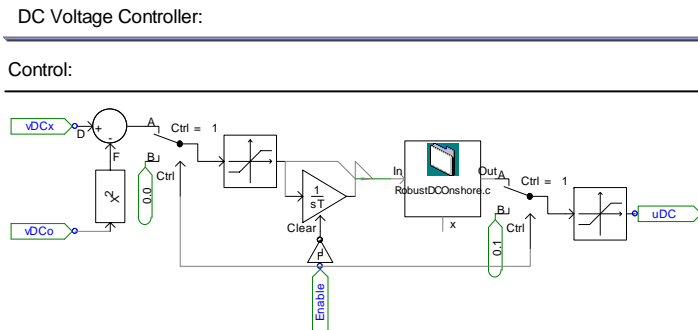 DC Voltage Controller:
Control:
vDCx
D
+
-
F
A
B
Ctrl = 1
Ctrl
0.0
X²
vDCo
1
sT
Clear
Enable
In
Out
RobustDCOnshore.c
x
A
B
Ctrl = 1
Ctrl
0.1
uDC